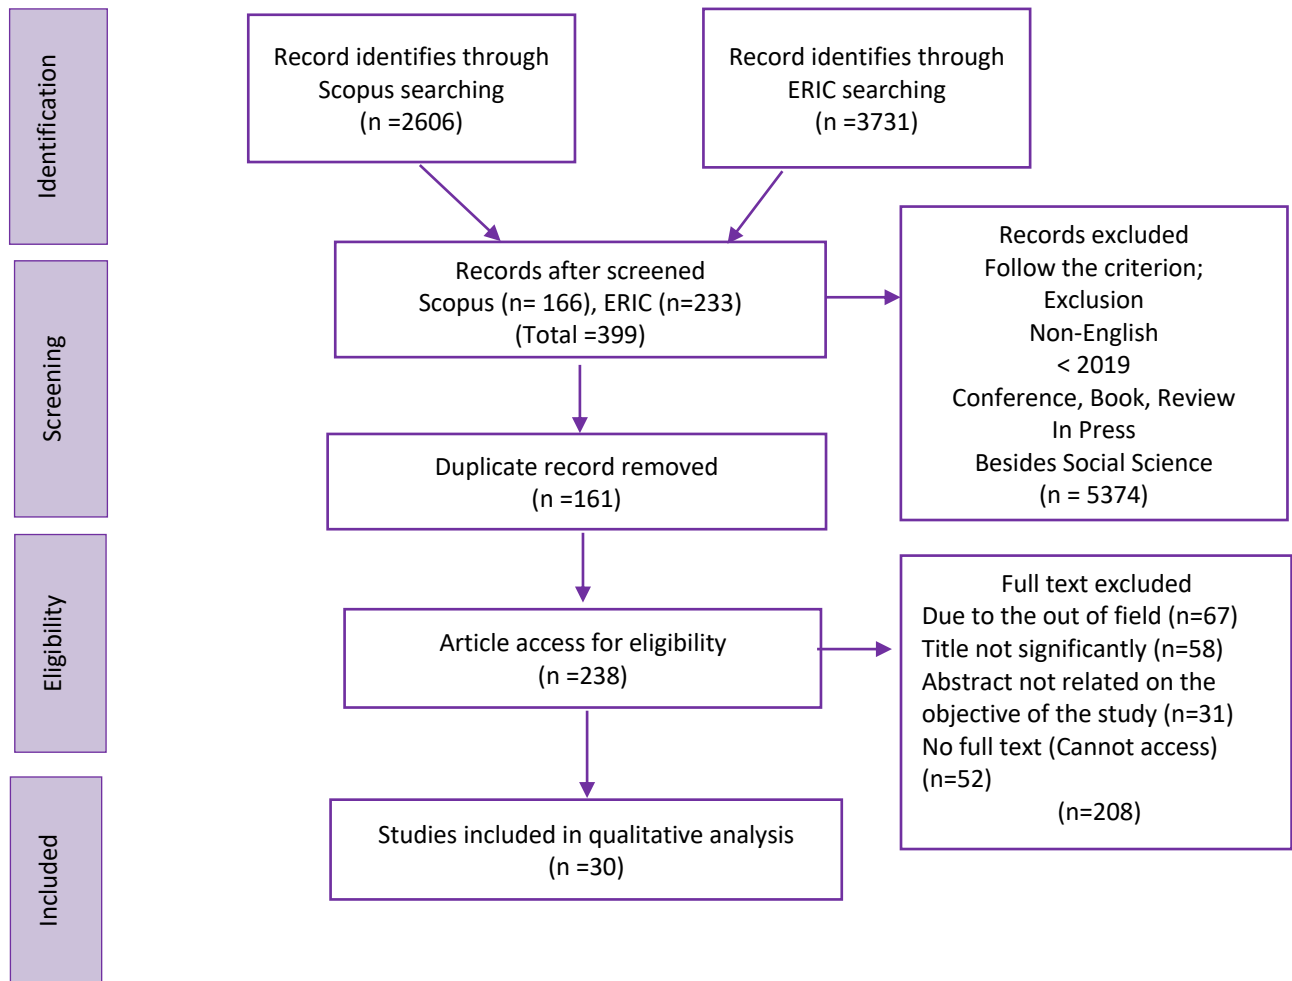 Identification
Record identifies through
Scopus searching
(n =2606)
Record identifies through
ERIC searching
(n =3731)
Screening
Records after screened
Scopus (n= 166), ERIC (n=233)
(Total =399)
Records excluded
Follow the criterion;
Exclusion
Non-English
< 2019
Conference, Book, Review
In Press
Besides Social Science
(n = 5374)
Duplicate record removed
(n =161)
Eligibility
Article access for eligibility
(n =238)
Full text excluded
Due to the out of field (n=67)
Title not significantly (n=58)
Abstract not related on the
objective of the study (n=31)
No full text (Cannot access)
(n=52)
(n=208)
Included
Studies included in qualitative analysis
(n =30)